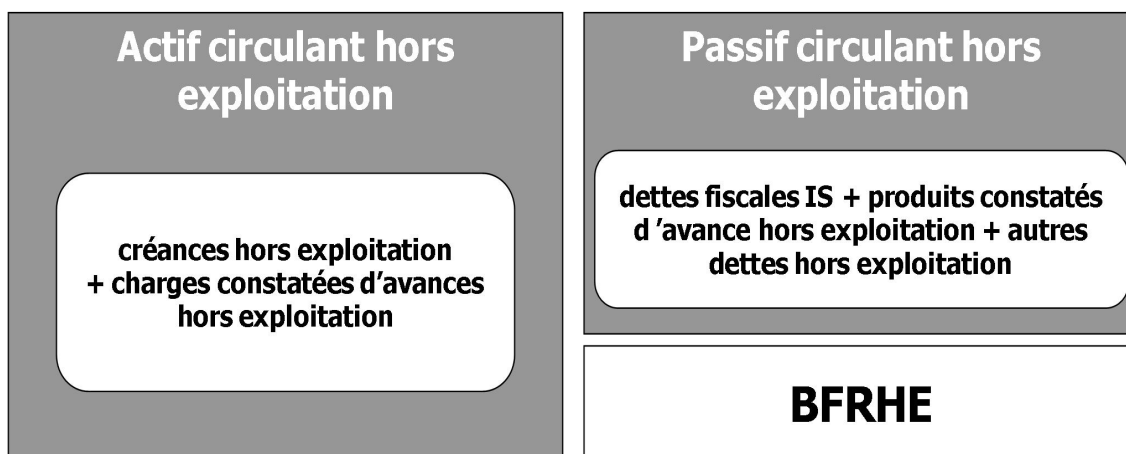 Actif circulant hors
exploitation
créances hors exploitation
+ charges constatées d’avances
hors exploitation
Passif circulant hors
exploitation
dettes fiscales IS + produits constatés
d ’avance hors exploitation + autres
dettes hors exploitation
BFRHE